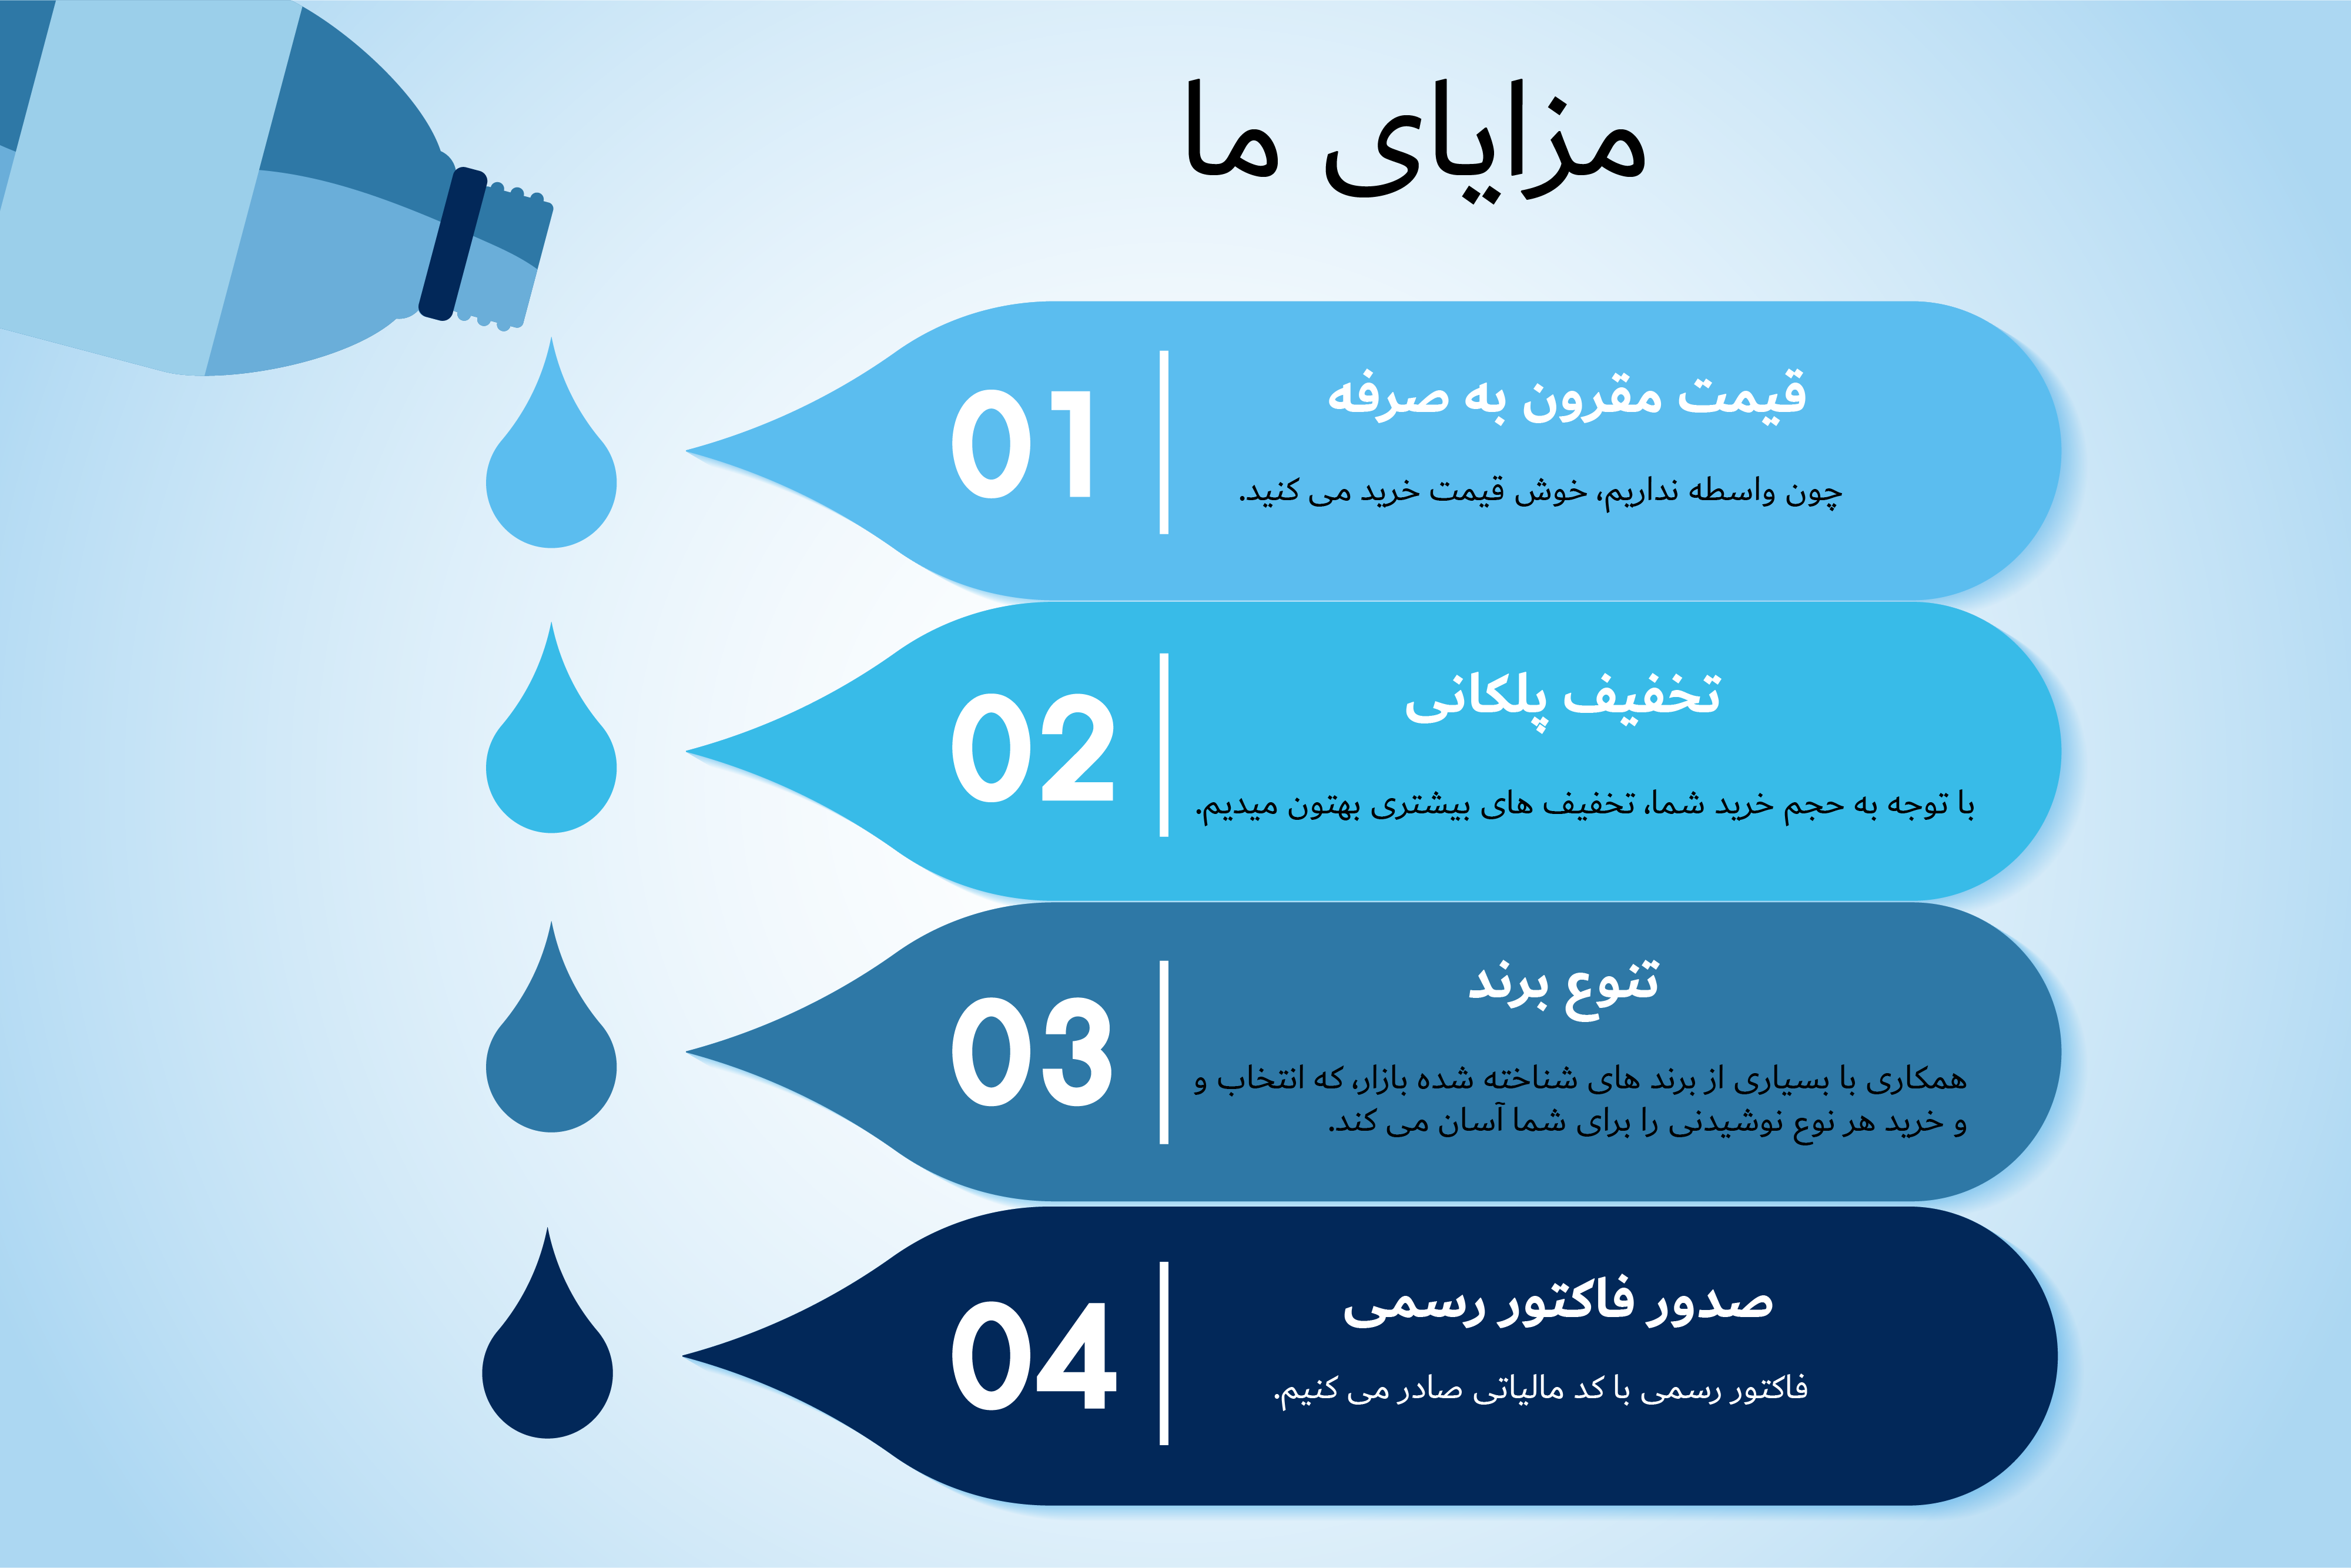 مزایای ما
01
قیمت مقرون به صرفه
چون واسطه نداریم، خوش قیمت خرید می کنید.
02
تخفیف پلکانی
با توجه به حجم خرید شما، تخفیف های بیشتری بهتون میدیم.
03
تنوع برند
همکاری با بسیاری از برند های شناخته شده بازار، که انتخاب و
و خرید هر نوع نوشیدنی را برای شما آسان می کند.
04
صدور فاکتور رسمی
فاکتور رسمی با کد مالیاتی صادر می کنیم.